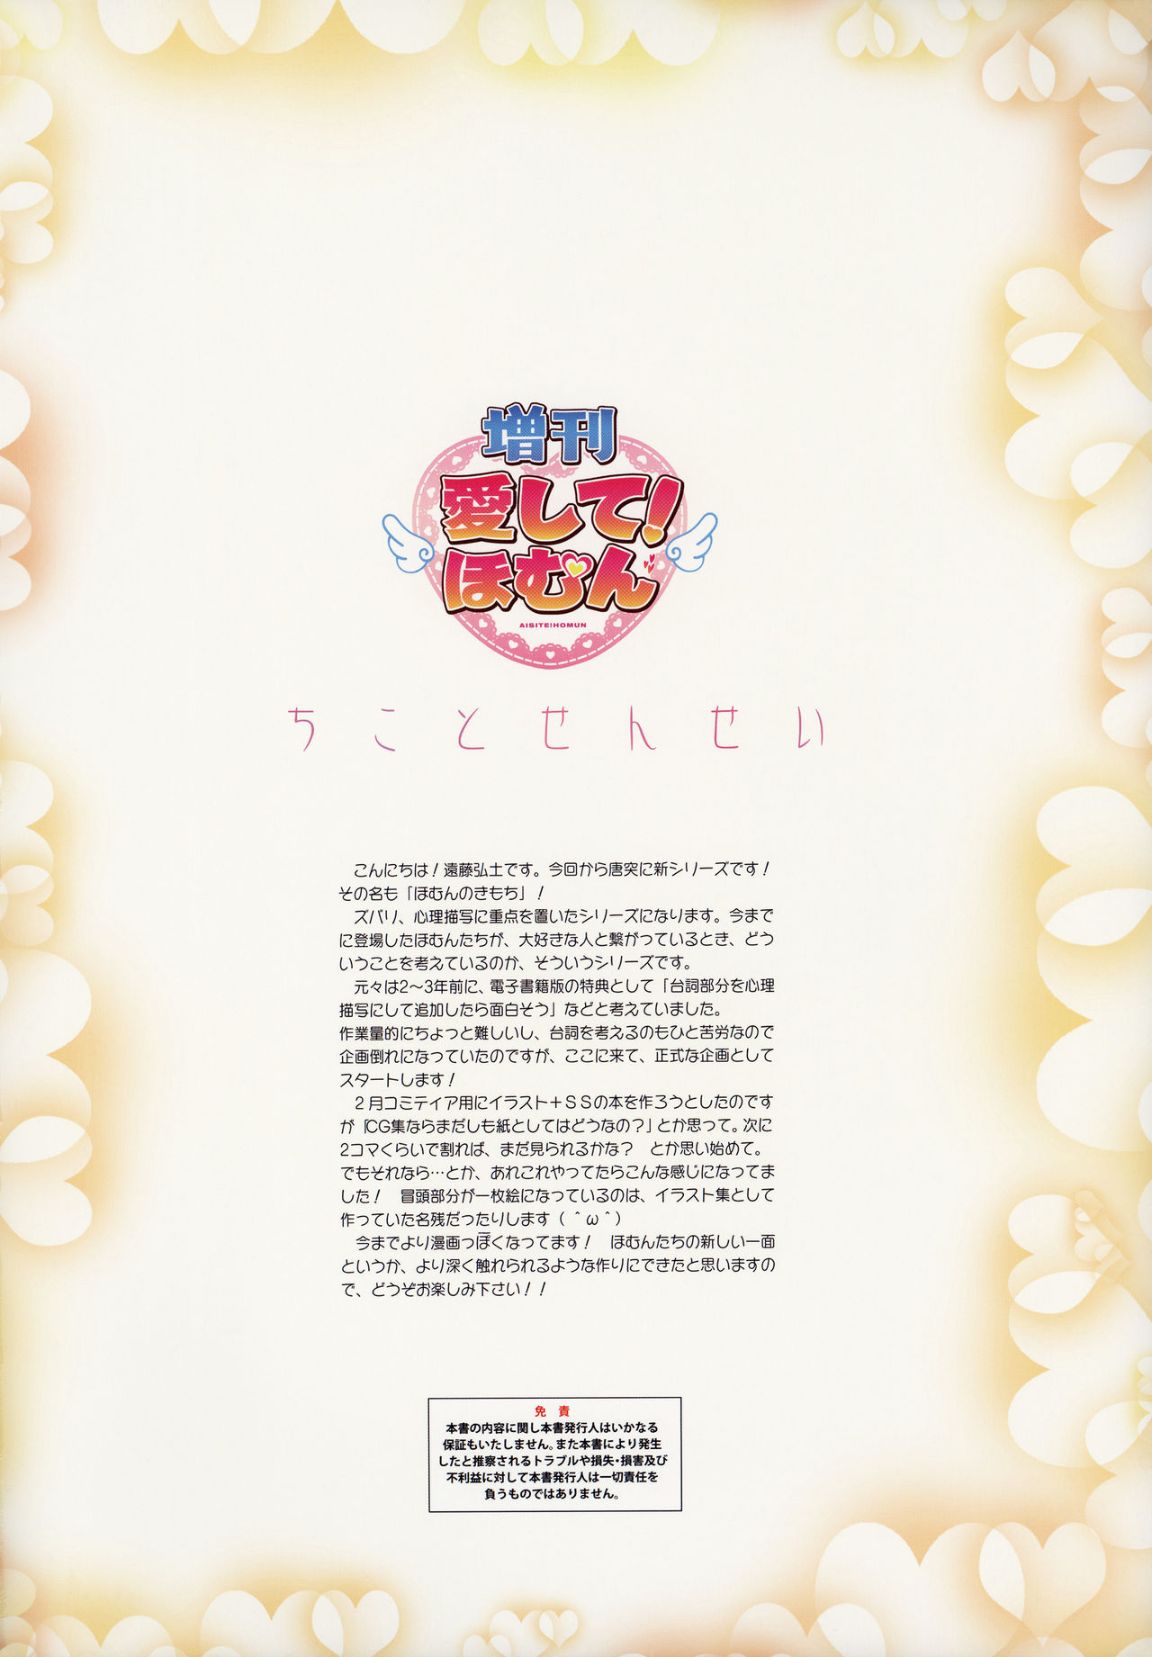 増刊
愛して!
ほむん
AISITE!HOMUN
ちことせんせい
こんにちは!遠藤弘土です。今回から唐突に新シリーズです!
その名も「ほむんのきもち」!
ズバリ、心理描写に重点を置いたシリーズになります。今まで
に登場したほむんたちが、大好きな人と繋がっているとき、どう
いうことを考えているのか、そういうシリーズです。
元々は2〜3年前に、電子書籍版の特典として「台詞部分を心理
描写にして追加したら面白そう」などと考えていました。
作業量的にちょっと難しいし、台詞を考えるのもひと苦労なので
企画倒れになっていたのですが、ここに来て、正式な企画として
スタートします!
2月コミティア用にイラスト+SSの本を作ろうとしたのです
が「CG集ならまだしも紙としてはどうなの?」とか思って。次に
2コマくらいで割れば、まだ見られるかな? とか思い始めて。
でもそれなら…とか、あれこれやってたらこんな感じになってま
した! 冒頭部分が一枚絵になっているのは、イラスト集として
作っていた名残だったりします(＾ω＾)
今までより漫画っぽくなってます! ほむんたちの新しい一面
というか、より深く触れられるような作りにできたと思いますの
で、どうぞお楽しみ下さい!!
免 責
本書の内容に関し本書発行人はいかなる
保証もいたしません。また本書により発生
したと推察されるトラブルや損失・損害及び
不利益に対して本書発行人は一切責任を
負うものではありません。